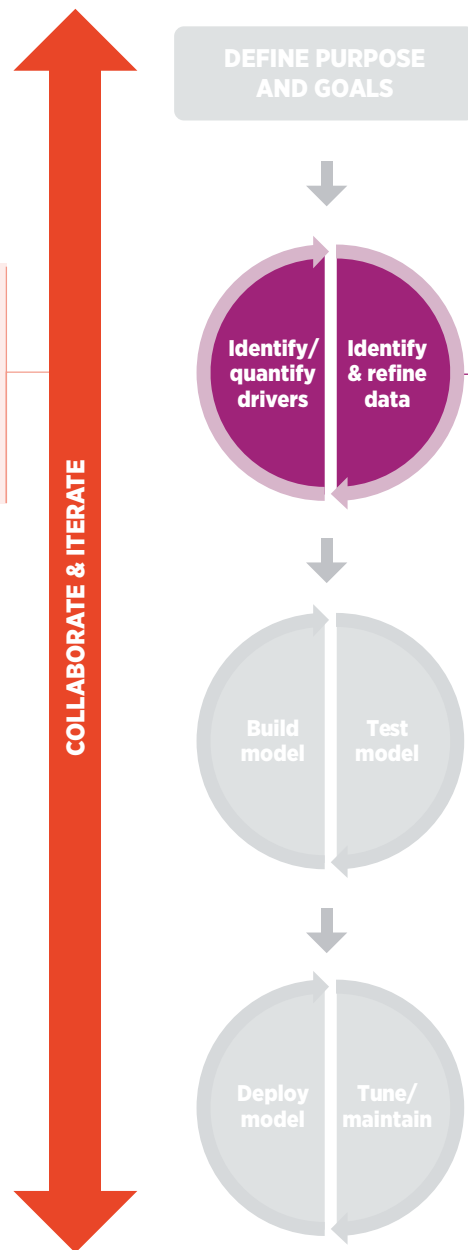 DEFINE PURPOSE
AND GOALS
Identify/
quantify
drivers
Identify
& refine
data
COLLABORATE & ITERATE
Build
model
Test
model
Deploy
model
Tune/
maintain